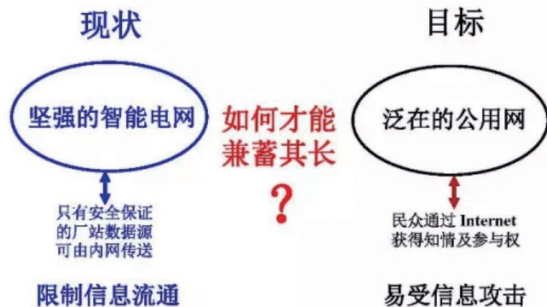 现状
目标
坚强的智能电网
如何才能
兼蓄其长
?
泛在的公用网
只有安全保证
的厂站数据源
可由内网传送
民众通过 Internet
获得知情及参与权
限制信息流通
易受信息攻击